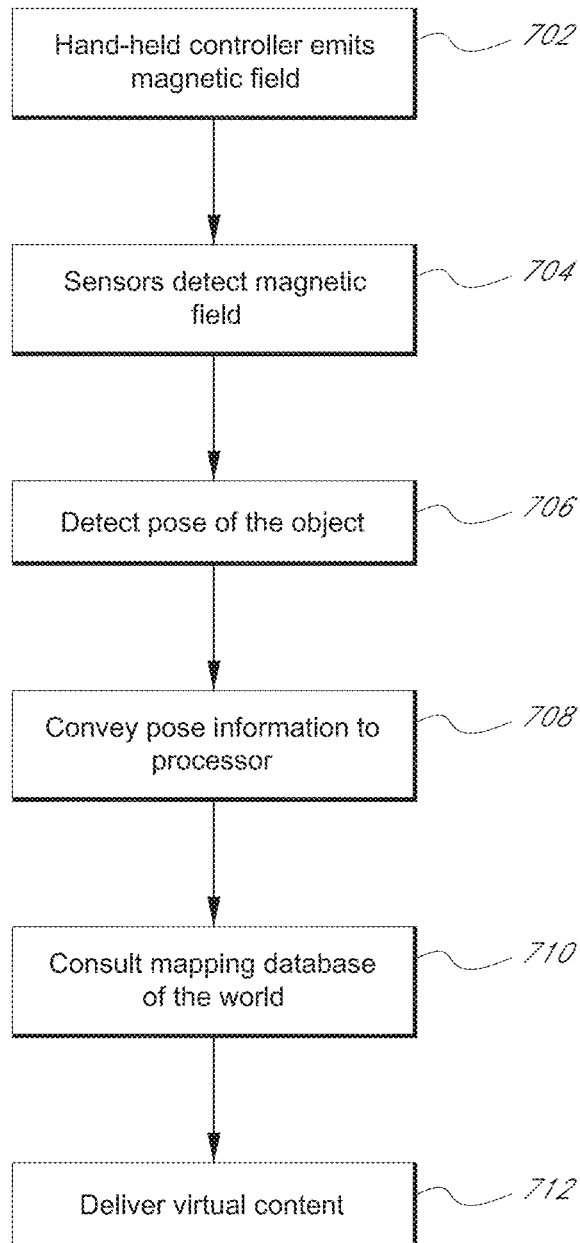 Hand-held controller emits
magnetic field
702
Sensors detect magnetic
field
704
Detect pose of the object
706
Convey pose information to
processor
708
Consult mapping database
of the world
710
Deliver virtual content
712